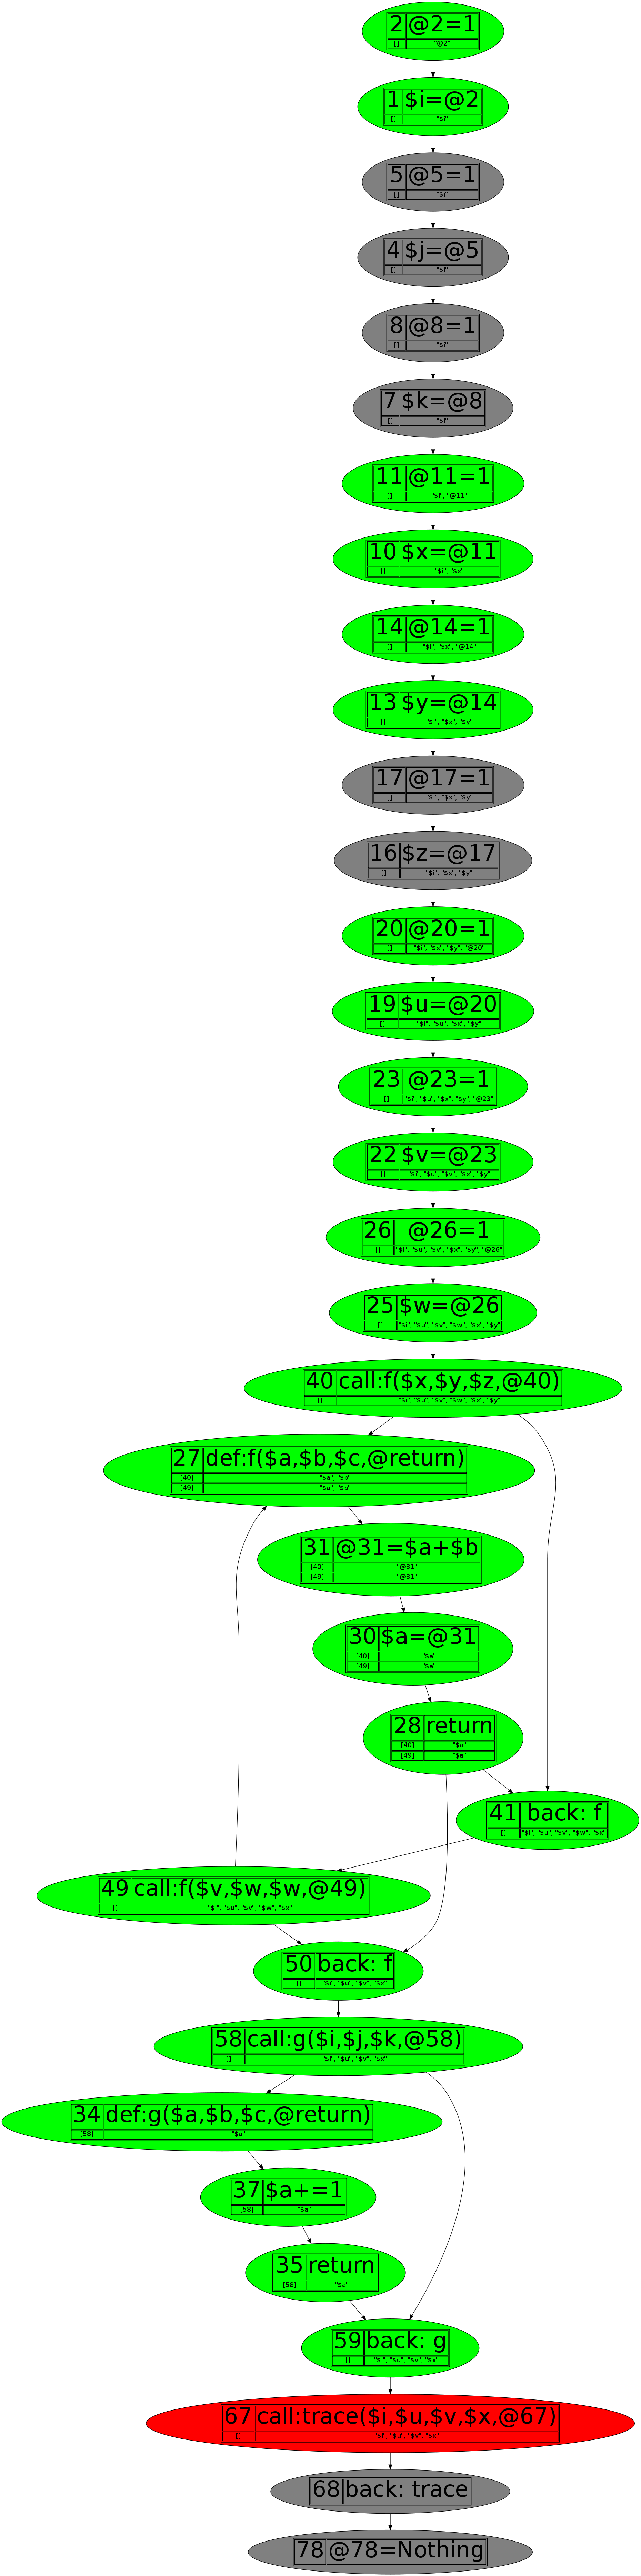 2 @2=1
[] "@2"
1 $i=@2
[] "$i"
5 @5=1
[] "$i"
4 $j=@5
[] "$i"
8 @8=1
[] "$i"
7 $k=@8
[] "$i"
11 @11=1
[] "$i", "@11"
10 $x=@11
[] "$i", "$x"
14 @14=1
[] "$i", "$x", "@14"
13 $y=@14
[] "$i", "$x", "$y"
17 @17=1
[] "$i", "$x", "$y"
16 $z=@17
[] "$i", "$x", "$y"
20 @20=1
[] "$i", "$x", "$y", "@20"
19 $u=@20
[] "$i", "$u", "$x", "$y"
23 @23=1
[] "$i", "$u", "$x", "$y", "@23"
22 $v=@23
[] "$i", "$u", "$v", "$x", "$y"
26 @26=1
[] "$i", "$u", "$v", "$x", "$y", "@26"
25 $w=@26
[] "$i", "$u", "$v", "$w", "$x", "$y"
40 call:f($x,$y,$z,@40)
[] "$i", "$u", "$v", "$w", "$x", "$y"
27 def:f($a,$b,$c,@return)
[40] "$a", "$b"
[49] "$a", "$b"
31 @31=$a+$b
[40] "@31"
[49] "@31"
30 $a=@31
[40] "$a"
[49] "$a"
28 return
[40] "$a"
[49] "$a"
41 back: f
[] "$i", "$u", "$v", "$w", "$x"
49 call:f($v,$w,$w,@49)
[] "$i", "$u", "$v", "$w", "$x"
50 back: f
[] "$i", "$u", "$v", "$x"
58 call:g($i,$j,$k,@58)
[] "$i", "$u", "$v", "$x"
34 def:g($a,$b,$c,@return)
[58] "$a"
37 $a+=1
[58] "$a"
35 return
[58] "$a"
59 back: g
[] "$i", "$u", "$v", "$x"
67 call:trace($i,$u,$v,$x,@67)
[] "$i", "$u", "$v", "$x"
68 back: trace
78 @78=Nothing